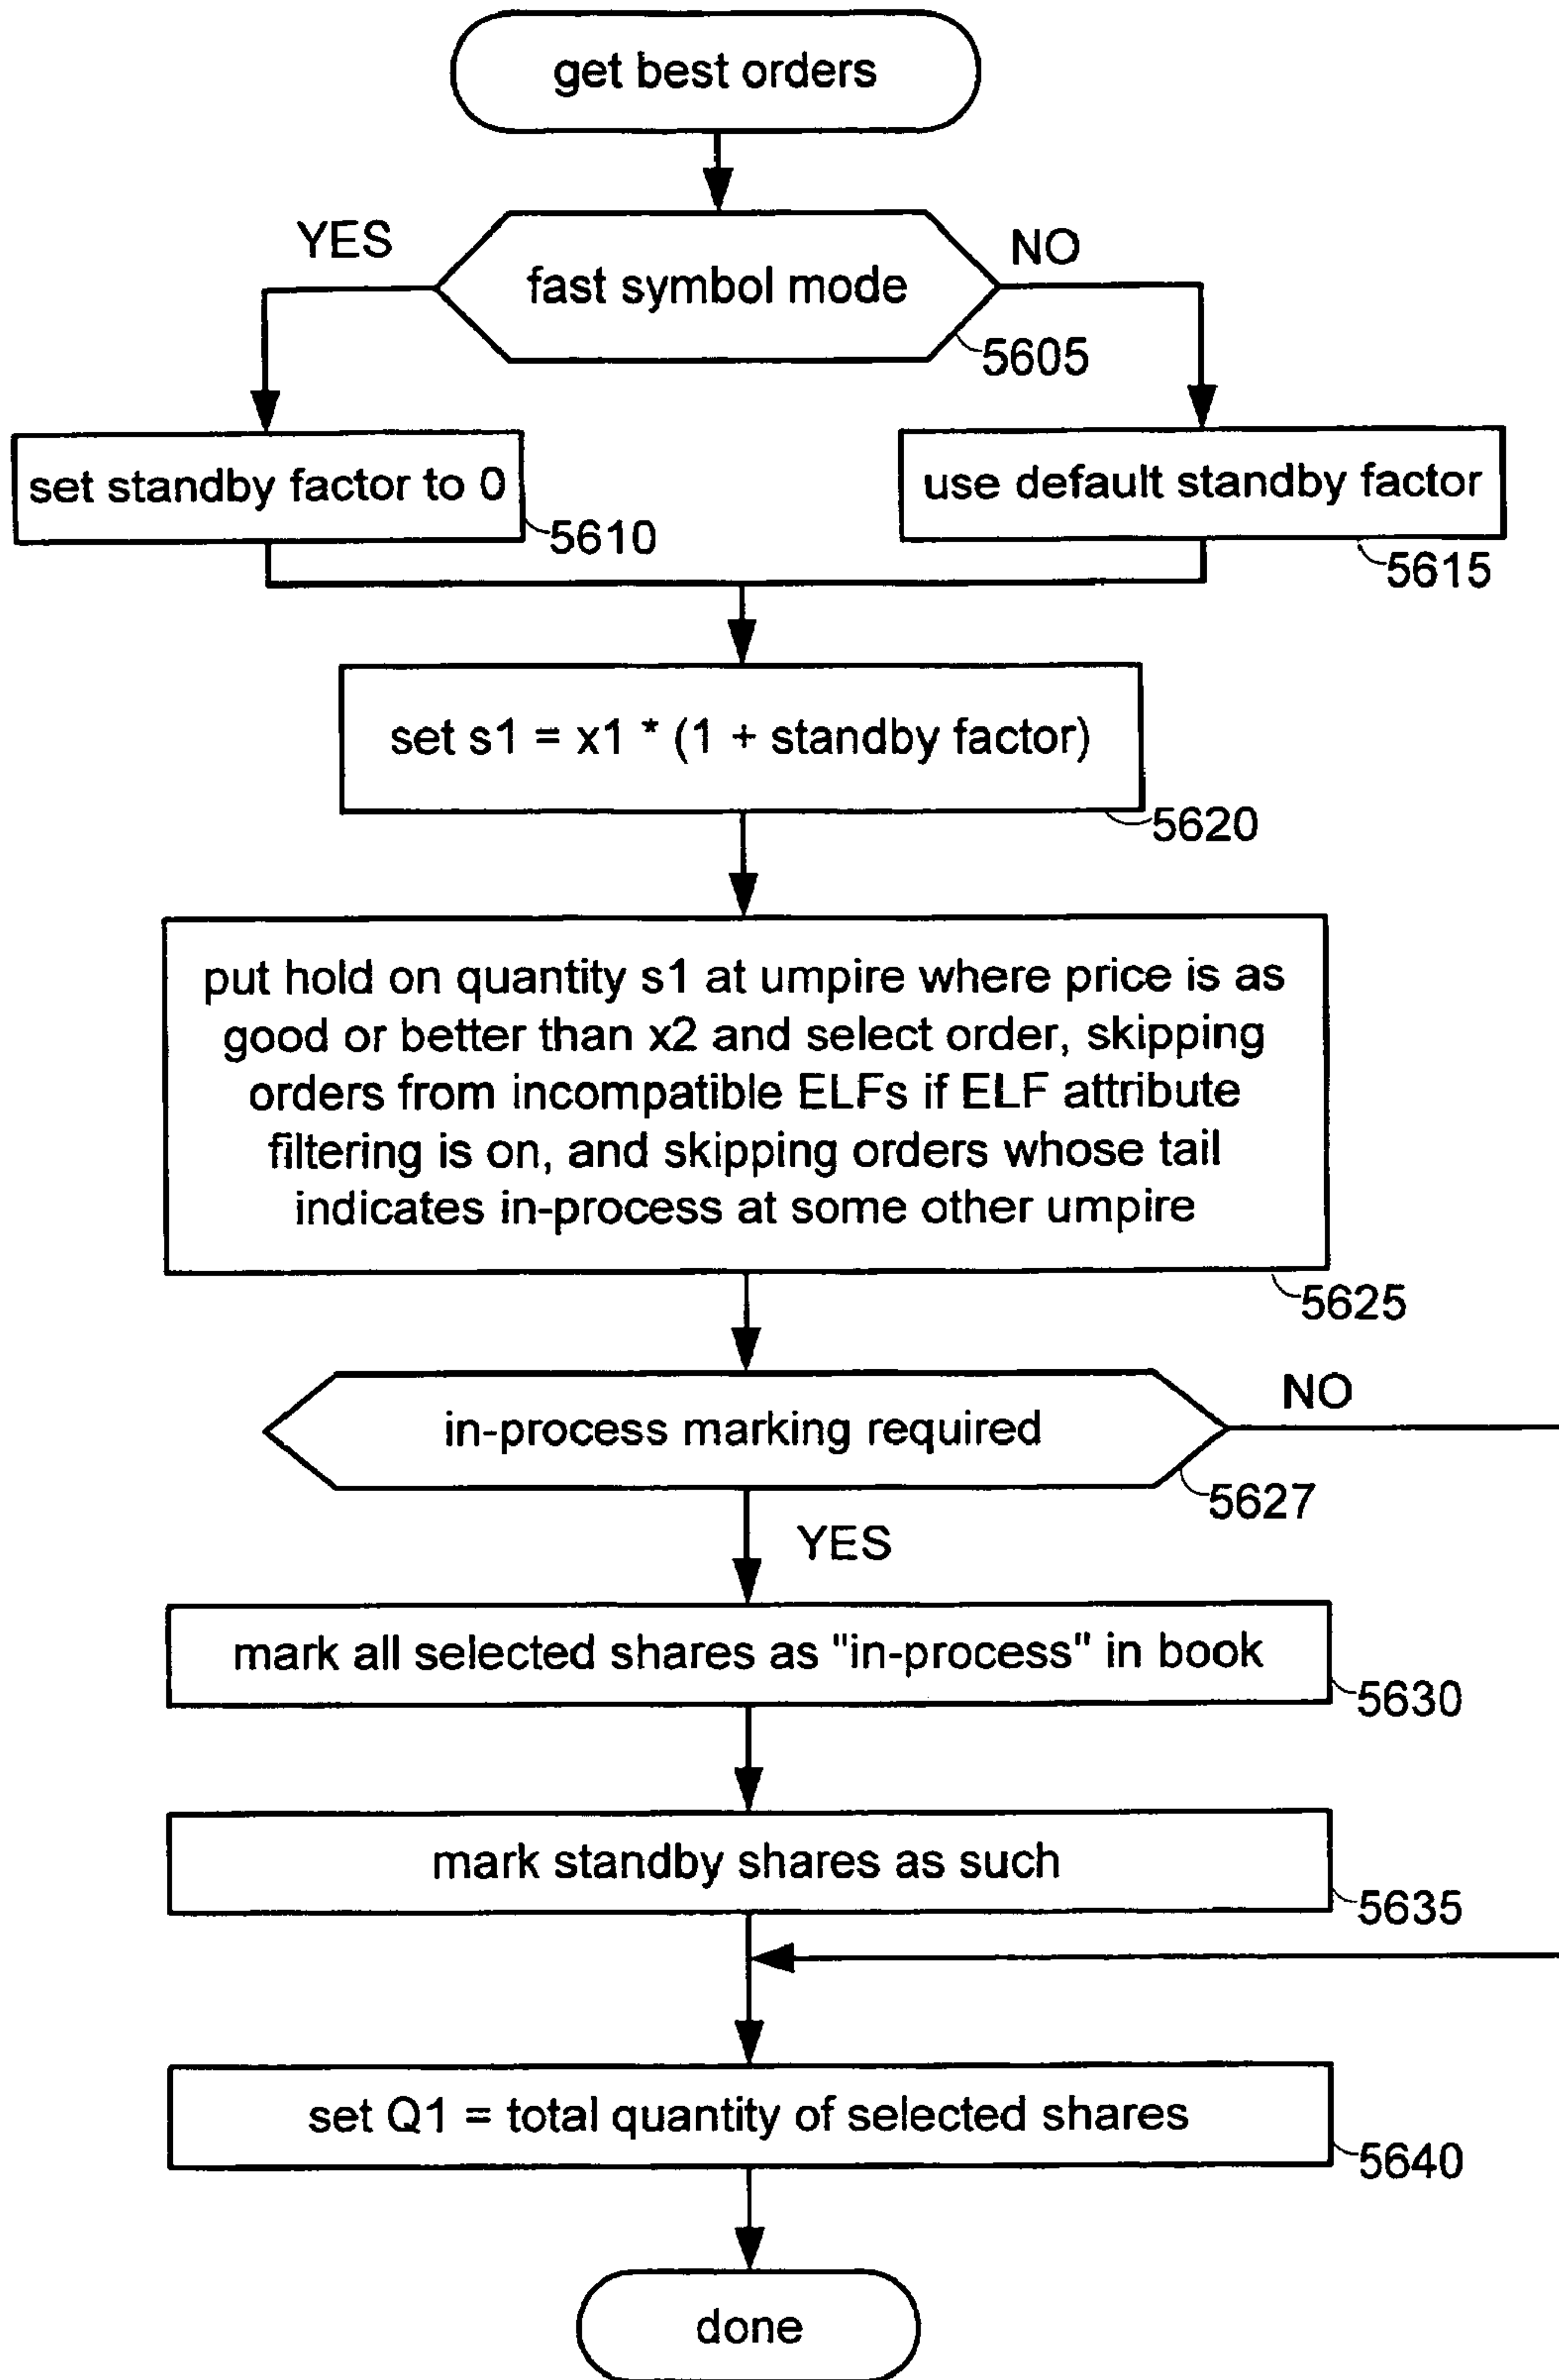 get best orders
YES
NO
fast symbol mode
5605
set standby factor to 0
5610
use default standby factor
5615
set s1 = x1 * (1 + standby factor)
5620
put hold on quantity s1 at umpire where price is as
good or better than x2 and select order, skipping
orders from incompatible ELFs if ELF attribute
filtering is on, and skipping orders whose tail
indicates in-process at some other umpire
5625
in-process marking required
NO
5627
YES
mark all selected shares as "in-process" in book
5630
mark standby shares as such
5635
set Q1 = total quantity of selected shares
5640
done